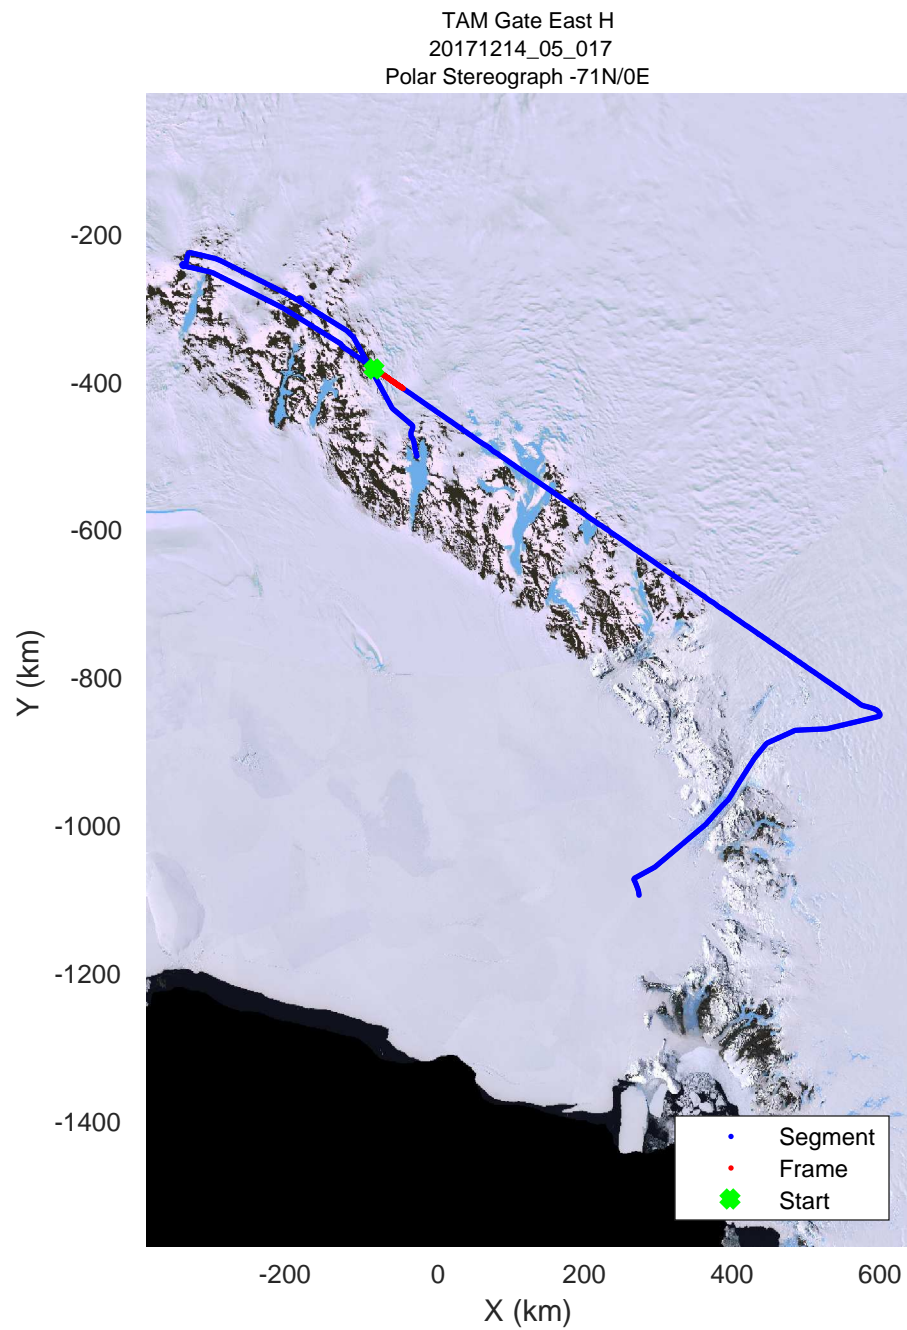 TAM Gate East H
20171214_05_017
Polar Stereograph -71N/0E
-200
-400
-600
-800
-1000
-1200
-1400
Y (km)
Segment
Frame
Start
-200 0 200 400 600
X (km)